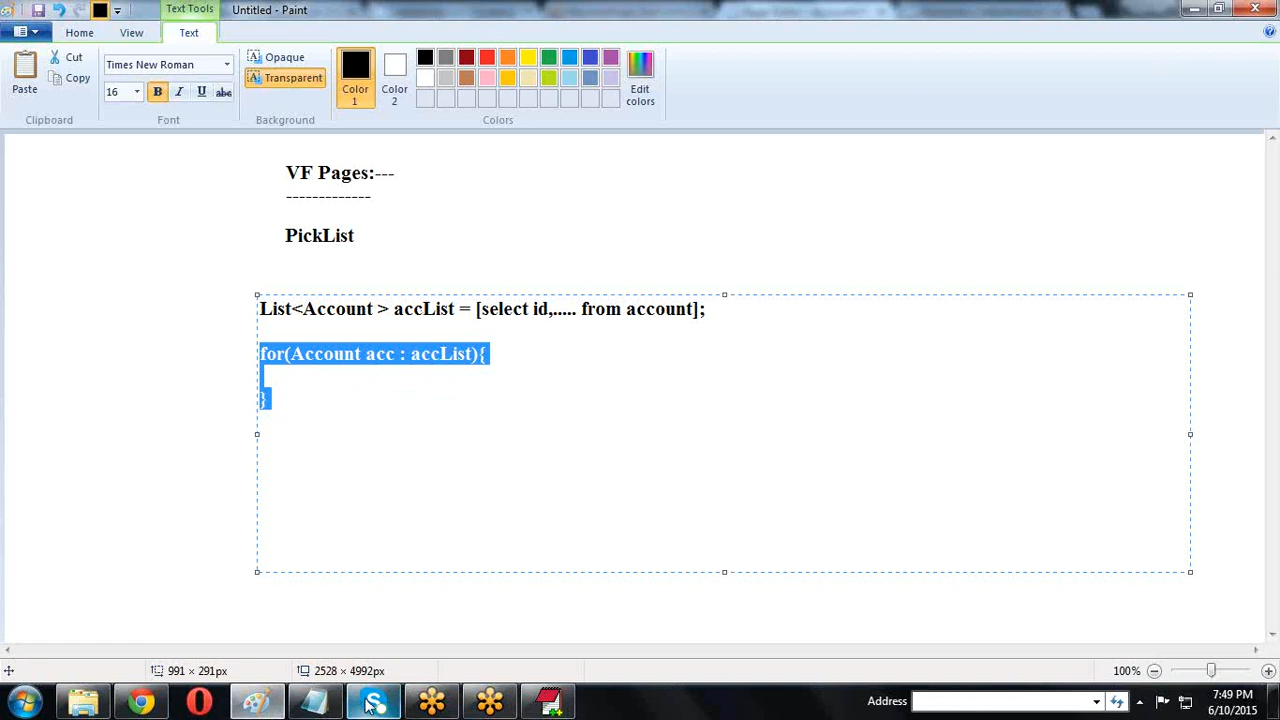 Text Tools
Untitled - Paint
Home
View
Text
Paste
Cut
Copy
Clipboard
Times New Roman
16
B
I
U
abc
Font
Opaque
Transparent
Background
Color 1
Color 2
Edit colors
Colors
VF Pages:---
-------------
PickList
List<Account > accList = [select id,..... from account];
for(Account acc : accList){
}
991 × 291px
2528 × 4992px
100%
Address
7:49 PM
6/10/2015